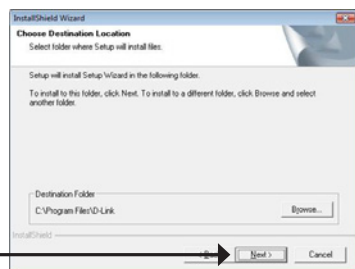 InstallShield Wizard
Choose Destination Location
Select folder where Setup will install files.
Setup will install Setup Wizard in the following folder.
To install to this folder, click Next. To install to a different folder, click Browse and select
another folder.
Destination Folder
C:\Program Files\D-Link
Browse...
InstallShield
Next >
Cancel